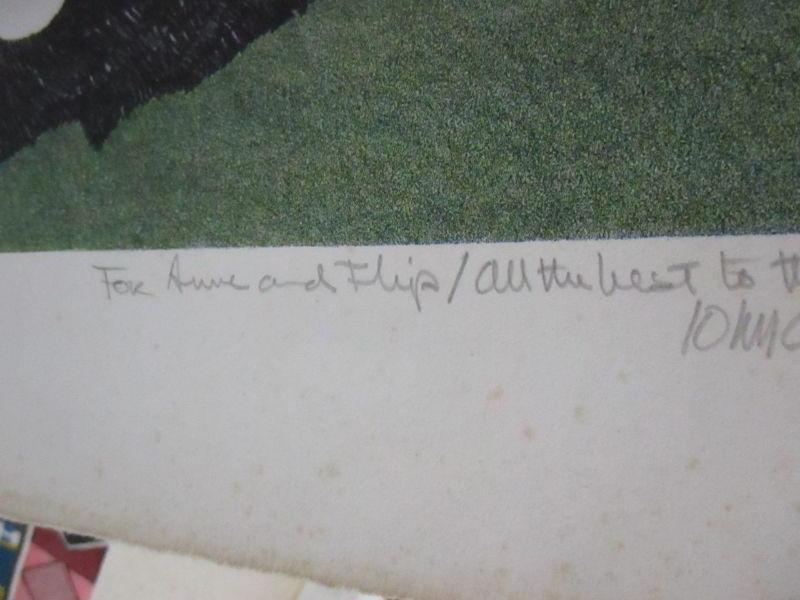 For Anne and Flip / All the best to th